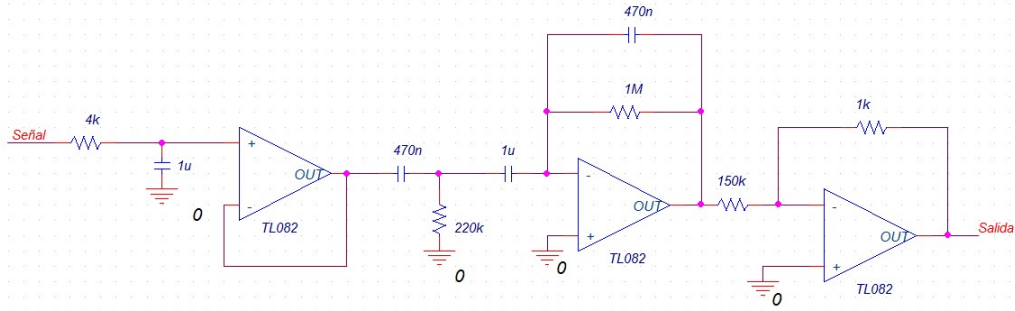 Señal
4k
1u
0
+
-
OUT
TL082
470n
220k
0
1u
470n
1M
-
+
OUT
0
TL082
150k
1k
-
+
OUT
0
TL082
Salida